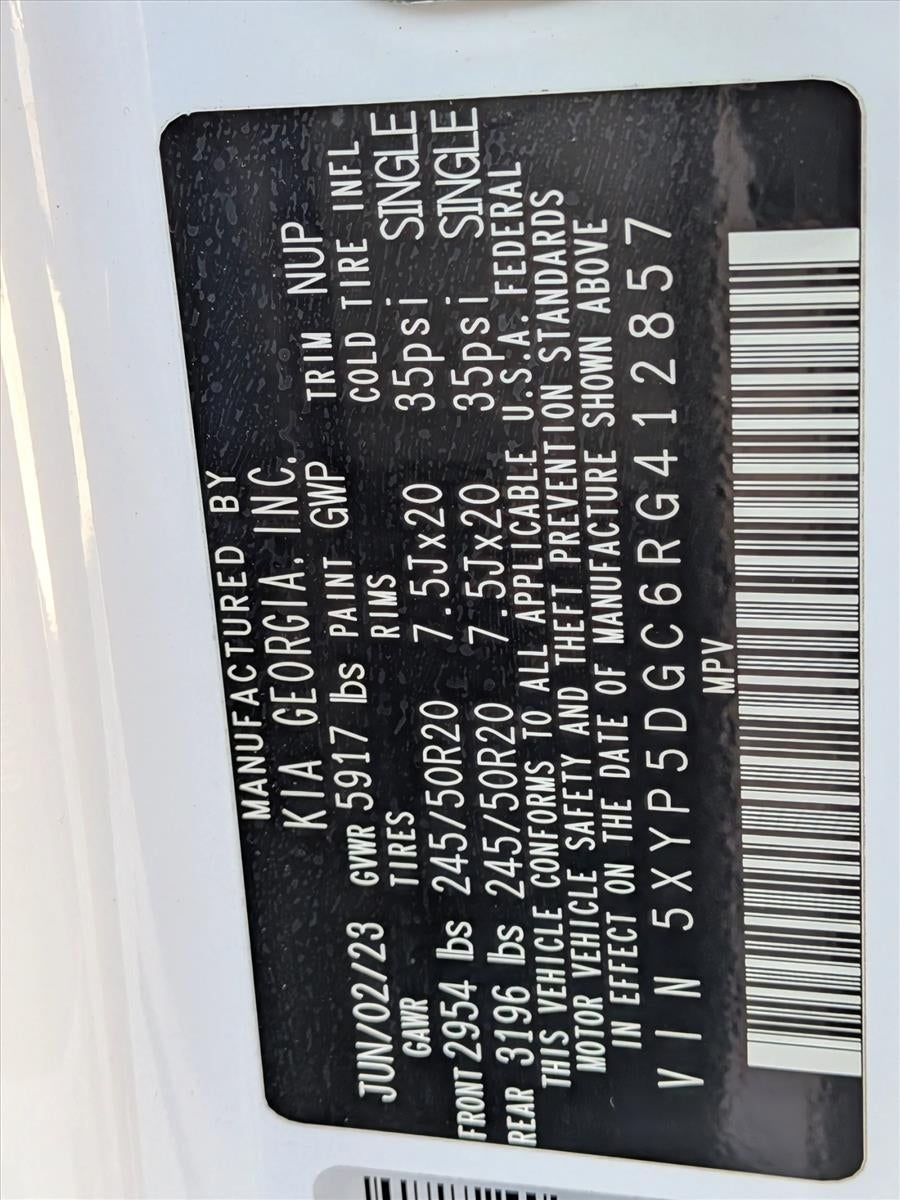 MANUFACTURED BY
KIA GEORGIA, INC.
JUN/02/23 GVWR 5917 lbs PAINT GWP TRIM NUP
GAWR TIRES RIMS COLD TIRE INFL
FRONT 2954 lbs 245/50R20 7.5Jx20 35psi SINGLE
REAR 3196 lbs 245/50R20 7.5Jx20 35psi SINGLE
THIS VEHICLE CONFORMS TO ALL APPLICABLE U.S.A. FEDERAL
MOTOR VEHICLE SAFETY AND THEFT PREVENTION STANDARDS
IN EFFECT ON THE DATE OF MANUFACTURE SHOWN ABOVE
VIN 5XYP5DGC6RG412857
MPV